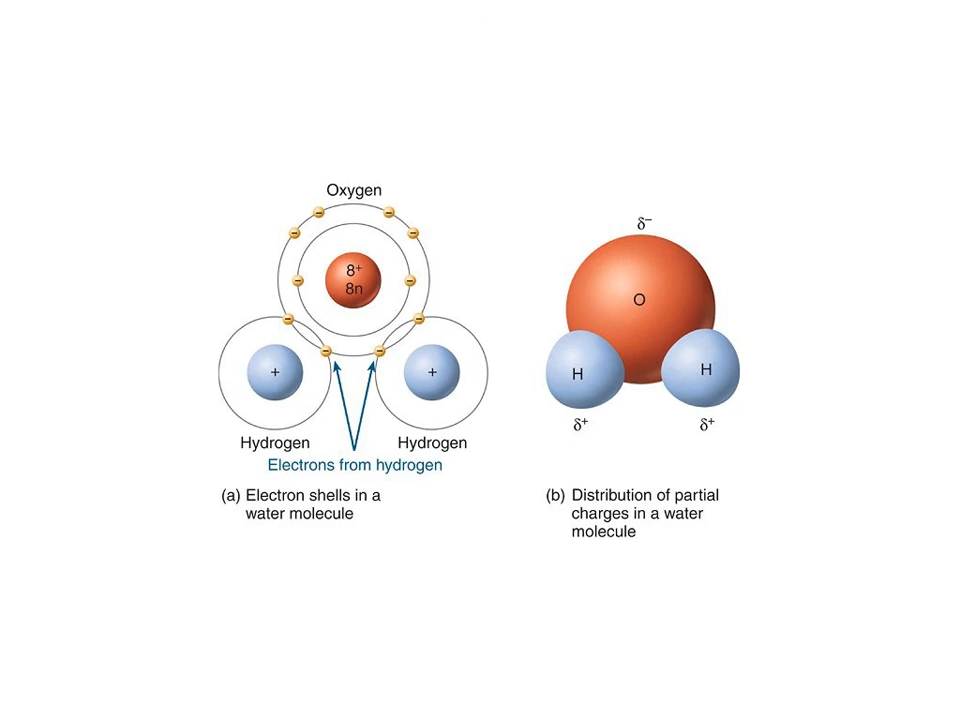 Oxygen
8+
8n
+
+
Hydrogen
Hydrogen
Electrons from hydrogen
(a) Electron shells in a
water molecule
δ−
O
H
H
δ+
δ+
(b) Distribution of partial
charges in a water
molecule